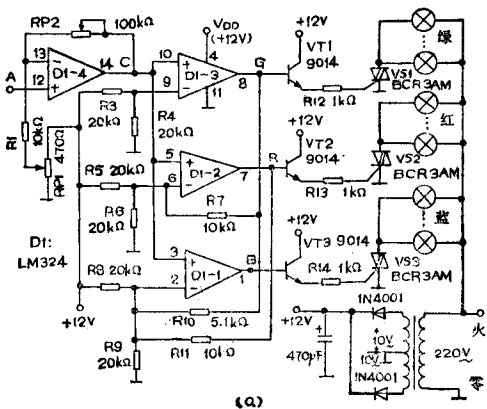 RP2
100kΩ
+12V
绿
13
D1~4
14
C
10
VDD
(+12V)
4
G
VT1
9014
A
12
9
D1~3
8
11
VS1
BCR3AM
R1
10kΩ
RP1
470Ω
R3
20kΩ
R4
20kΩ
R12 1kΩ
+12V
红
R5 20kΩ
5
6
D1~2
7
R
VT2
9014
VS2
BCR3AM
R6
20kΩ
R7
10kΩ
R13
1kΩ
+12V
蓝
D1:
LM324
3
2
D1~1
1
B
VT3 9014
R8 20kΩ
R14 1kΩ
VS3
BCR3AM
+12V
R10
5.1kΩ
+12V
1N4001
火
R9
20kΩ
R11
10kΩ
470μF
10V
10V
220V
1N4001
零
(a)